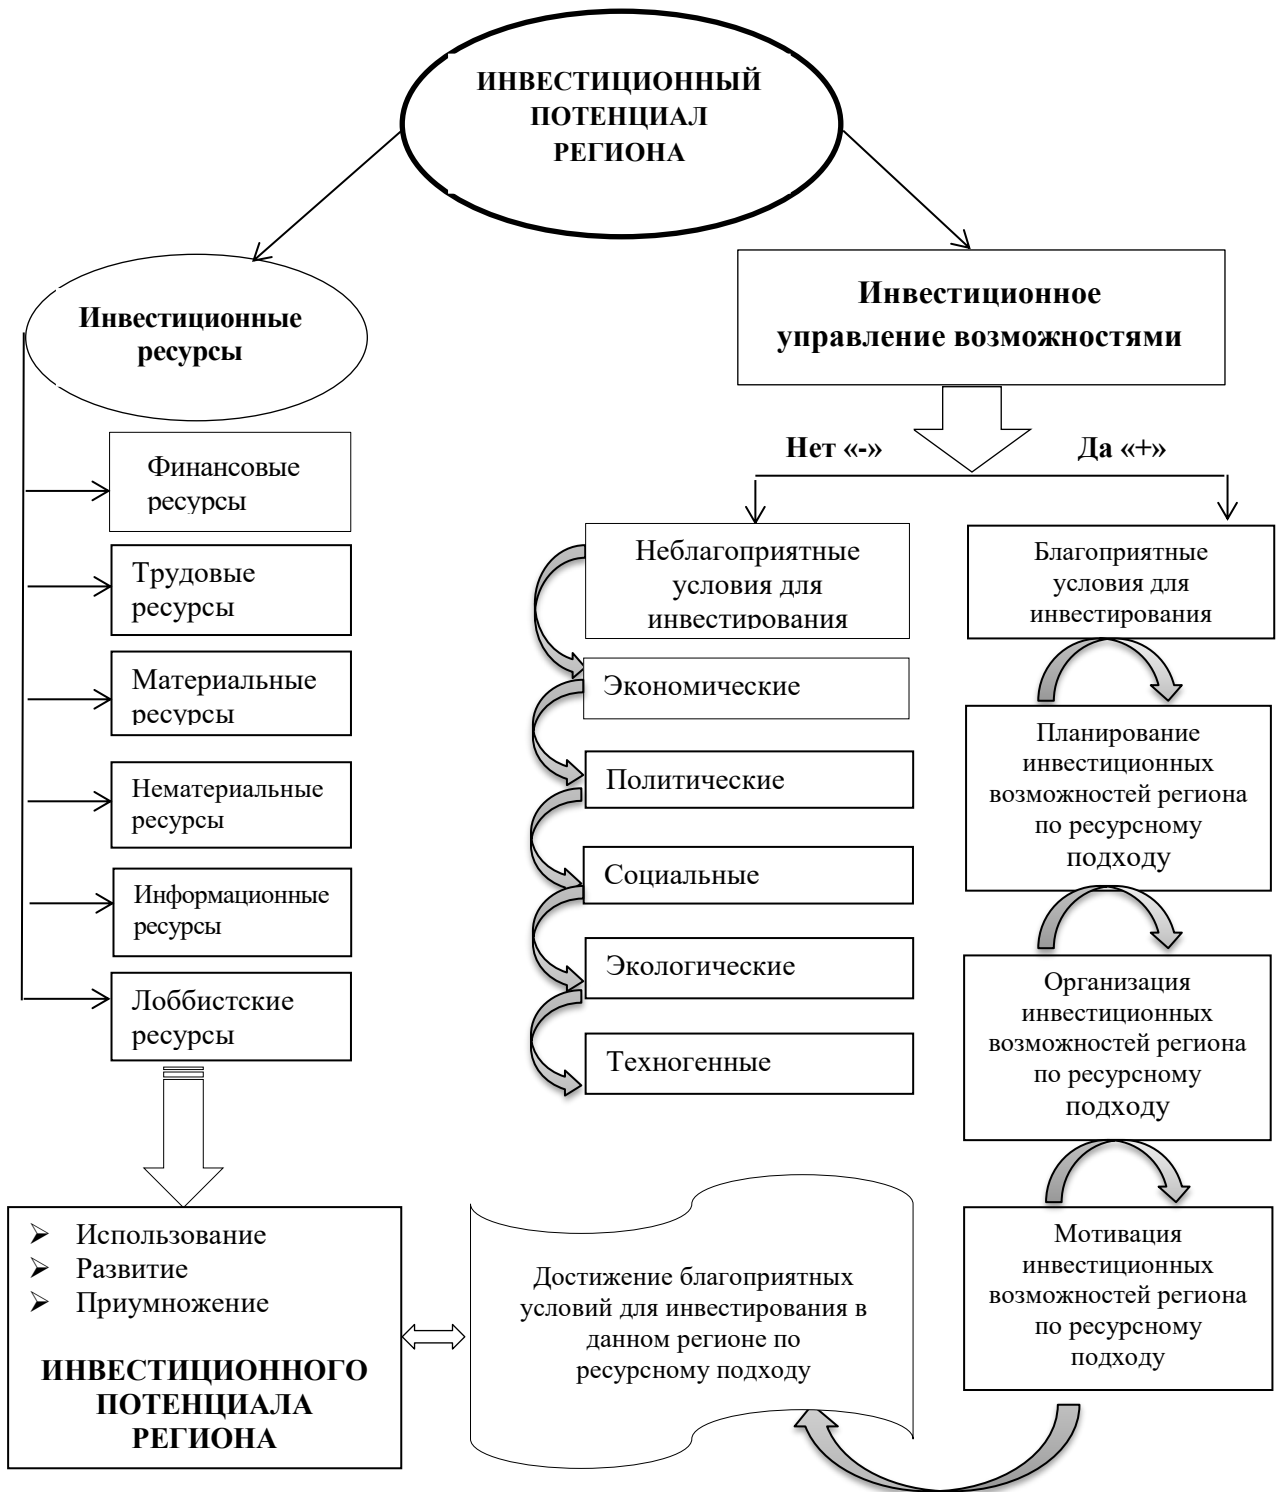 ИНВЕСТИЦИОННЫЙ
ПОТЕНЦИАЛ
РЕГИОНА
Инвестиционные
ресурсы
Инвестиционное
управление возможностями
Нет «-»
Да «+»
Финансовые
ресурсы
Трудовые
ресурсы
Материальные
ресурсы
Нематериальные
ресурсы
Информационные
ресурсы
Лоббистские
ресурсы
Неблагоприятные
условия для
инвестирования
Экономические
Политические
Социальные
Экологические
Техногенные
Благоприятные
условия для
инвестирования
Планирование
инвестиционных
возможностей региона
по ресурсному
подходу
Организация
инвестиционных
возможностей региона
по ресурсному
подходу
Мотивация
инвестиционных
возможностей региона
по ресурсному
подходу
Использование
Развитие
Приумножение
ИНВЕСТИЦИОННОГО
ПОТЕНЦИАЛА
РЕГИОНА
Достижение благоприятных
условий для инвестирования в
данном регионе по
ресурсному подходу